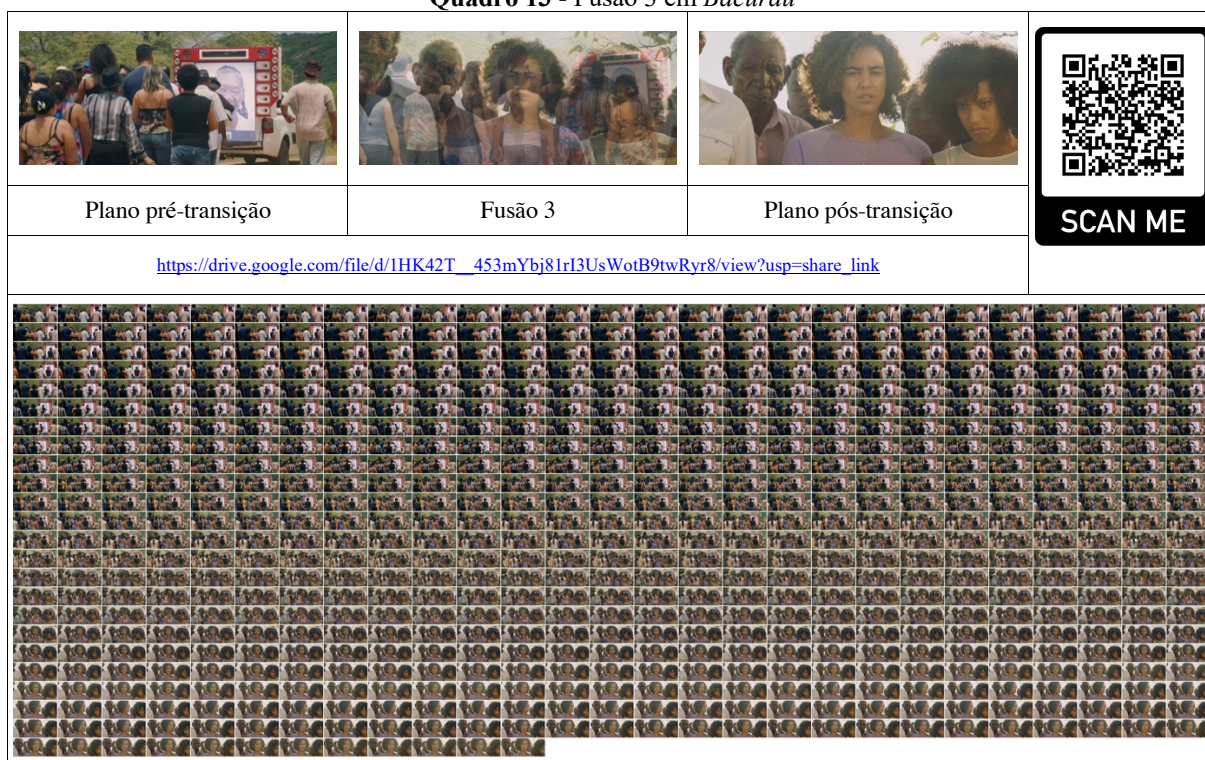 Quadro 15 - Fusão 3 em Bacurau
SCAN ME
Plano pré-transição
Fusão 3
Plano pós-transição
https://drive.google.com/file/d/1HK42T__453mYbj81rI3UsWotB9twRyr8/view?usp=share_link